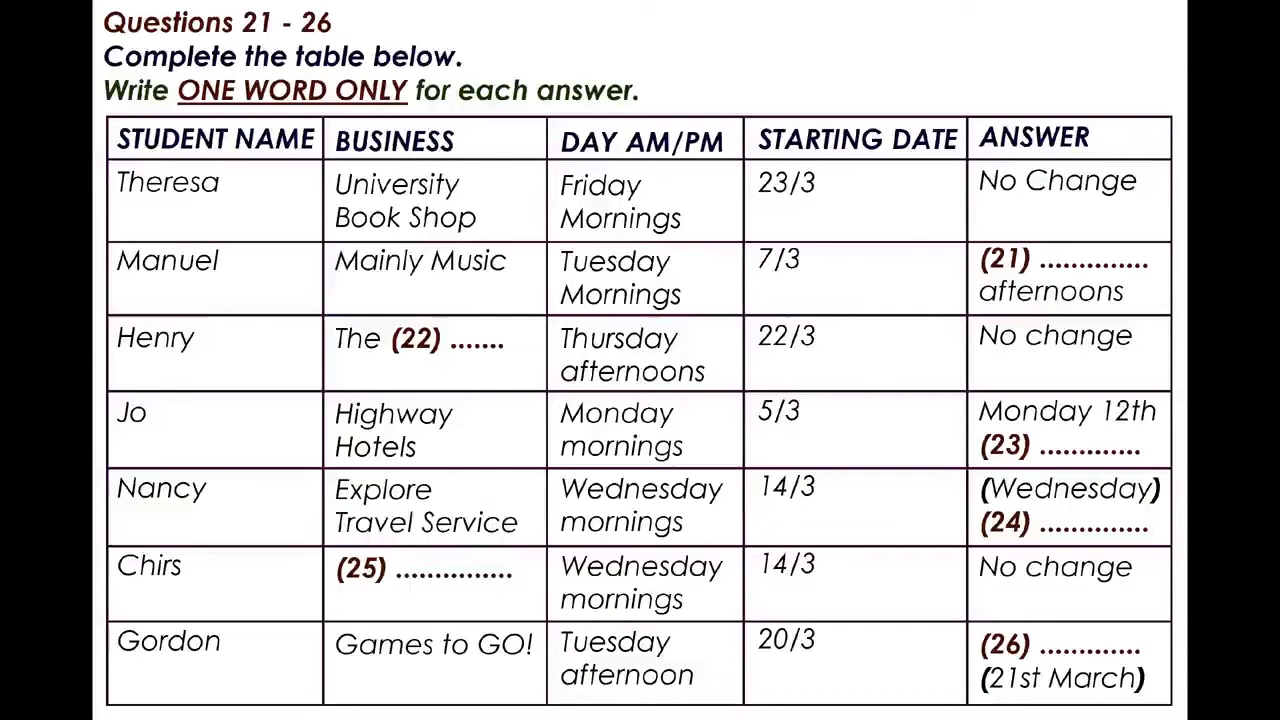 Questions 21 - 26
Complete the table below.
Write ONE WORD ONLY for each answer.
STUDENT NAME BUSINESS DAY AM/PM STARTING DATE ANSWER
Theresa University Friday 23/3 No Change
Book Shop Mornings
Manuel Mainly Music Tuesday 7/3 (21) ..............
Mornings afternoons
Henry The (22) ....... Thursday 22/3 No change
afternoons
Jo Highway Monday 5/3 Monday 12th
Hotels mornings (23) .............
Nancy Explore Wednesday 14/3 (Wednesday)
Travel Service mornings (24) ..............
Chirs (25) ............... Wednesday 14/3 No change
mornings
Gordon Games to GO! Tuesday 20/3 (26) .............
afternoon (21st March)